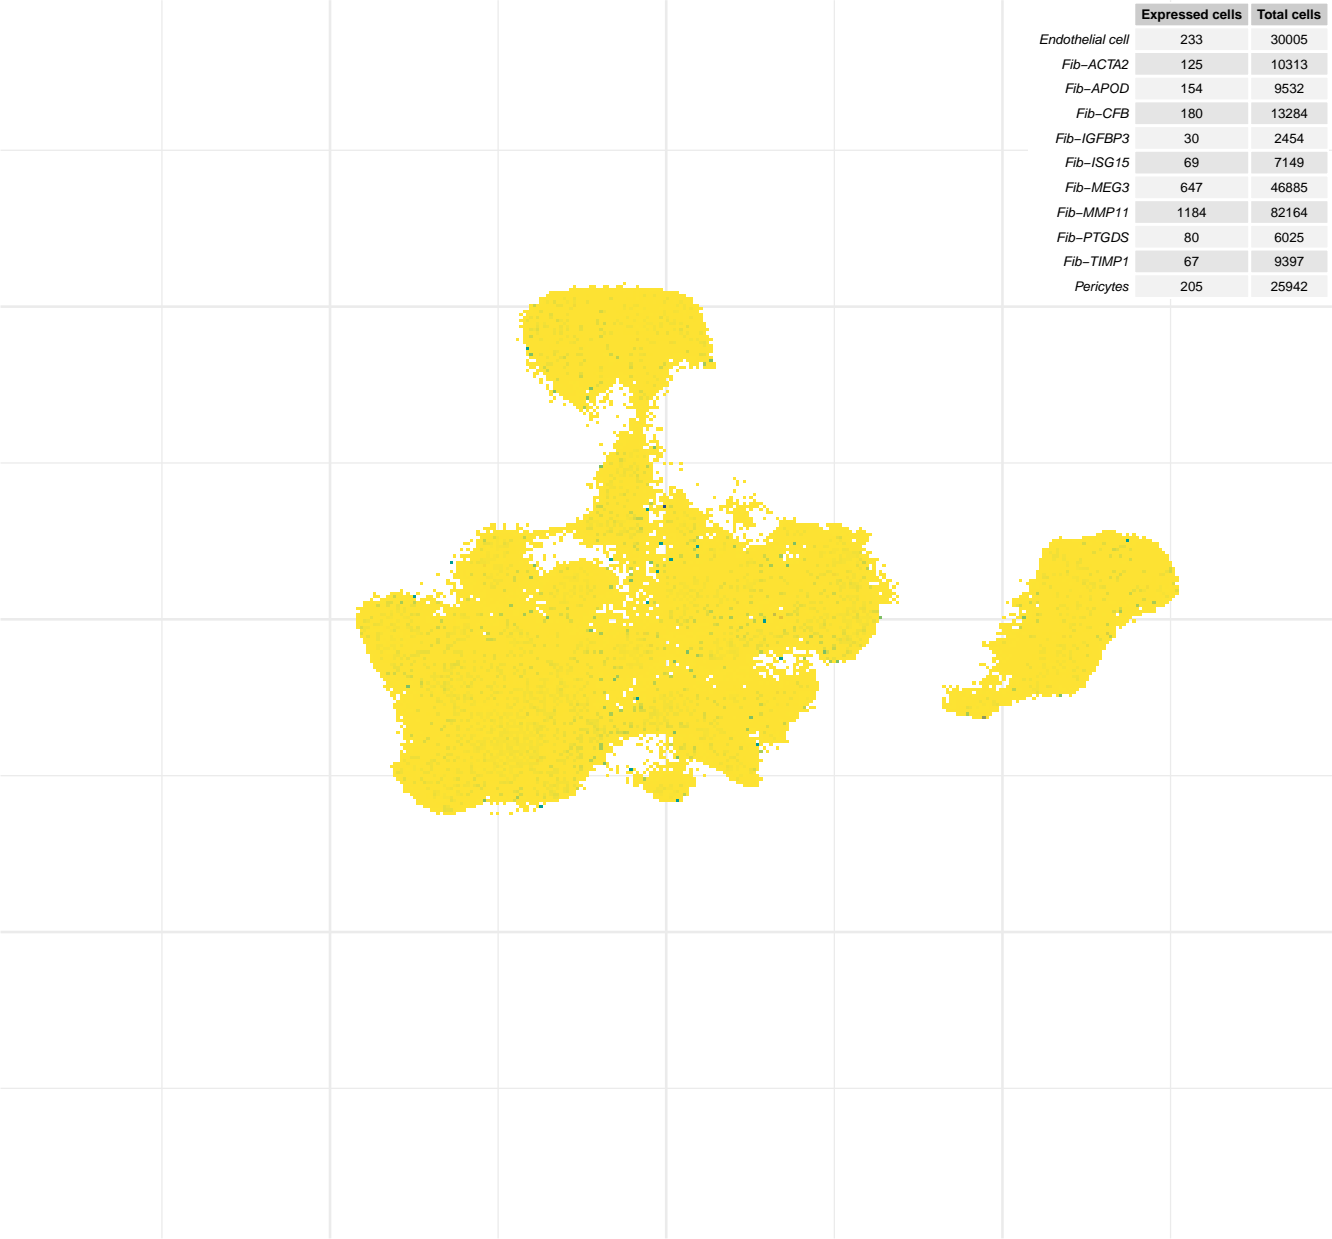 Expressed cells Total cells
Endothelial cell 233 30005
Fib−ACTA2 125 10313
Fib−APOD 154 9532
Fib−CFB 180 13284
Fib−IGFBP3 30 2454
Fib−ISG15 69 7149
Fib−MEG3 647 46885
Fib−MMP11 1184 82164
Fib−PTGDS 80 6025
Fib−TIMP1 67 9397
Pericytes 205 25942